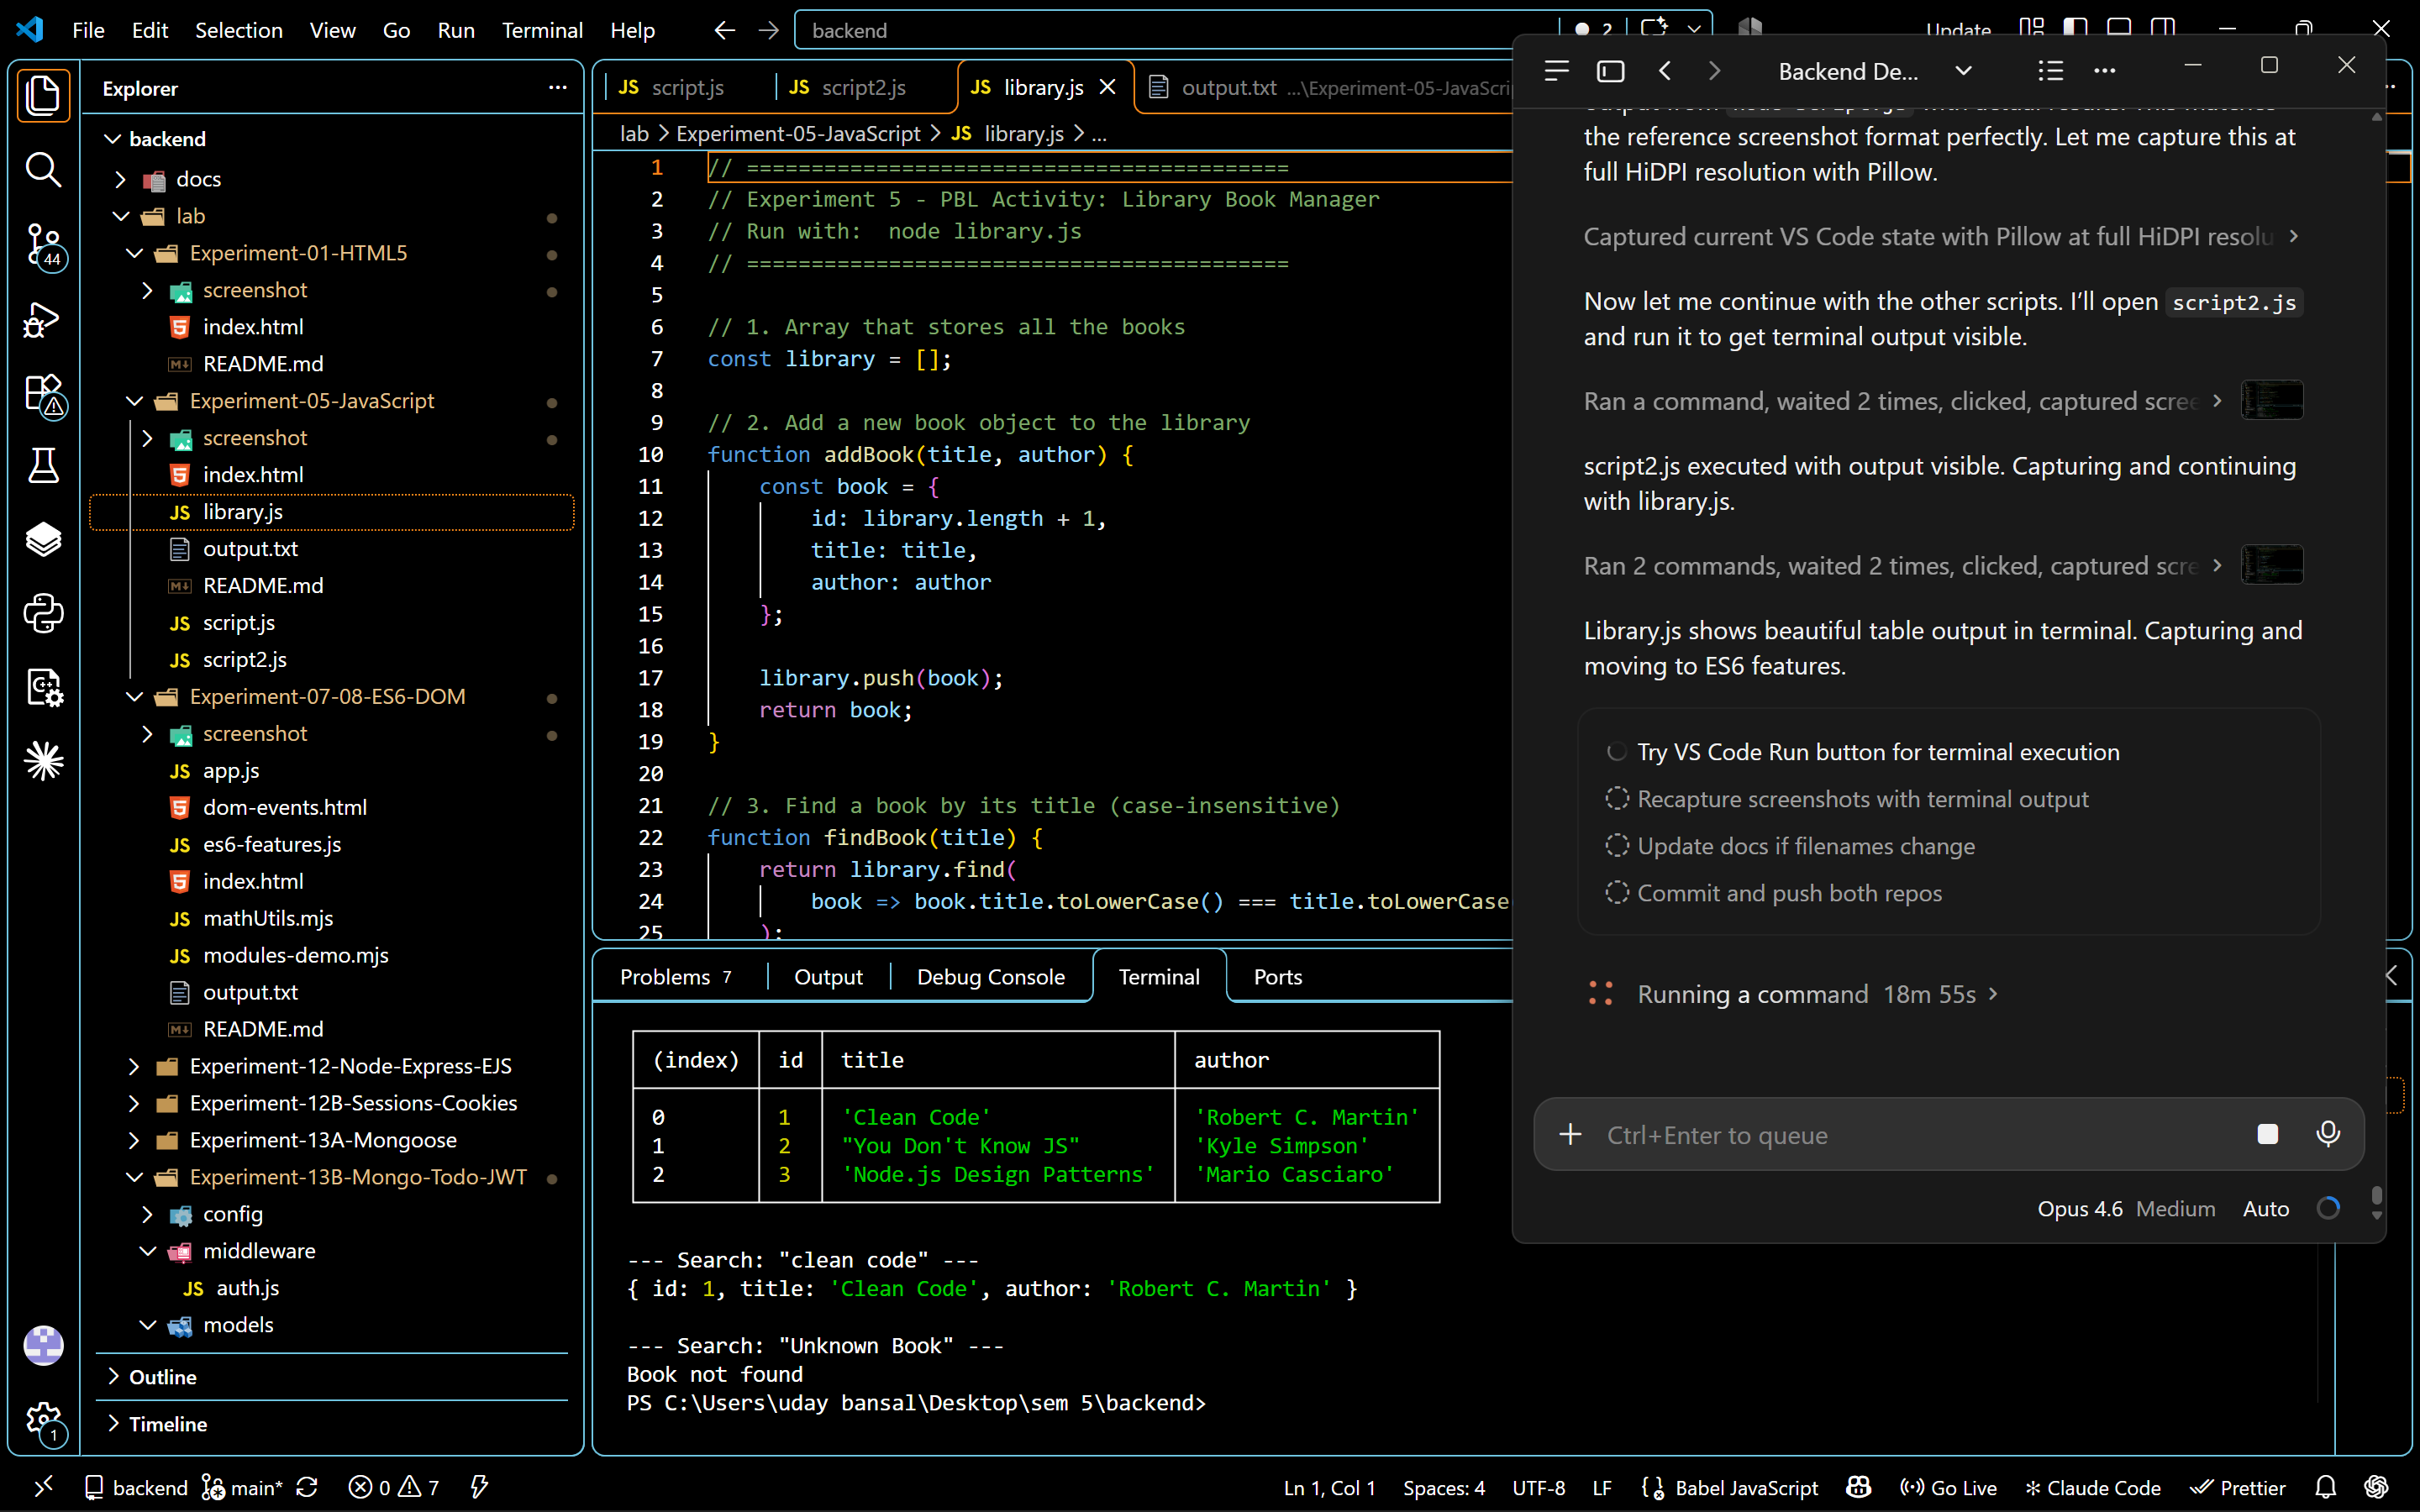 File Edit Selection View Go Run Terminal Help
backend
2
Update
Explorer
backend
docs
lab
Experiment-01-HTML5
screenshot
index.html
README.md
Experiment-05-JavaScript
screenshot
index.html
library.js
output.txt
README.md
script.js
script2.js
Experiment-07-08-ES6-DOM
screenshot
app.js
dom-events.html
es6-features.js
index.html
mathUtils.mjs
modules-demo.mjs
output.txt
README.md
Experiment-12-Node-Express-EJS
Experiment-12B-Sessions-Cookies
Experiment-13A-Mongoose
Experiment-13B-Mongo-Todo-JWT
config
middleware
auth.js
models
Outline
Timeline
44
1
JS script.js JS script2.js JS library.js output.txt ...\Experiment-05-JavaScri
lab > Experiment-05-JavaScript > JS library.js > ...
1 // ==========================================
2 // Experiment 5 - PBL Activity: Library Book Manager
3 // Run with:  node library.js
4 // ==========================================
5
6 // 1. Array that stores all the books
7 const library = [];
8
9 // 2. Add a new book object to the library
10 function addBook(title, author) {
11 const book = {
12 id: library.length + 1,
13 title: title,
14 author: author
15 };
16
17 library.push(book);
18 return book;
19 }
20
21 // 3. Find a book by its title (case-insensitive)
22 function findBook(title) {
23 return library.find(
24 book => book.title.toLowerCase() === title.toLowerCase
25 );
Problems 7 Output Debug Console Terminal Ports
(index) id title author
0 1 'Clean Code' 'Robert C. Martin'
1 2 "You Don't Know JS" 'Kyle Simpson'
2 3 'Node.js Design Patterns' 'Mario Casciaro'
--- Search: "clean code" ---
{ id: 1, title: 'Clean Code', author: 'Robert C. Martin' }
--- Search: "Unknown Book" ---
Book not found
PS C:\Users\uday bansal\Desktop\sem 5\backend>
Backend De...
the reference screenshot format perfectly. Let me capture this at
full HiDPI resolution with Pillow.
Captured current VS Code state with Pillow at full HiDPI resolu
Now let me continue with the other scripts. I'll open script2.js
and run it to get terminal output visible.
Ran a command, waited 2 times, clicked, captured scree
script2.js executed with output visible. Capturing and continuing
with library.js.
Ran 2 commands, waited 2 times, clicked, captured scre
Library.js shows beautiful table output in terminal. Capturing and
moving to ES6 features.
Try VS Code Run button for terminal execution
Recapture screenshots with terminal output
Update docs if filenames change
Commit and push both repos
Running a command 18m 55s
Ctrl+Enter to queue
Opus 4.6 Medium Auto
backend main* 0 7 Ln 1, Col 1 Spaces: 4 UTF-8 LF Babel JavaScript Go Live Claude Code Prettier